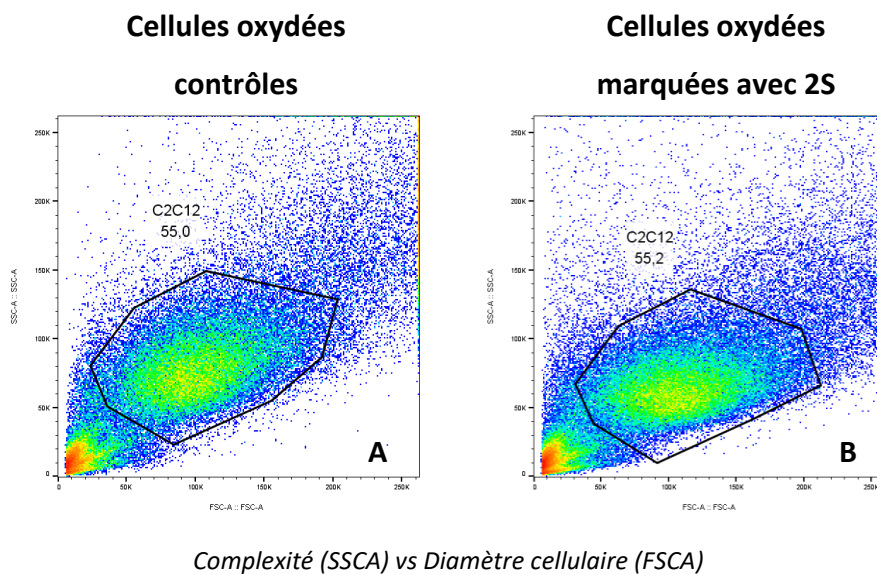 Cellules oxydées
contrôles
Cellules oxydées
marquées avec 2S
250K
200K
150K
100K
50K
0
SSC-A :: SSC-A
C2C12
55,0
A
0
50K
100K
150K
200K
250K
FSC-A :: FSC-A
250K
200K
150K
100K
50K
0
SSC-A :: SSC-A
C2C12
55,2
B
0
50K
100K
150K
200K
250K
FSC-A :: FSC-A
Complexité (SSCA) vs Diamètre cellulaire (FSCA)